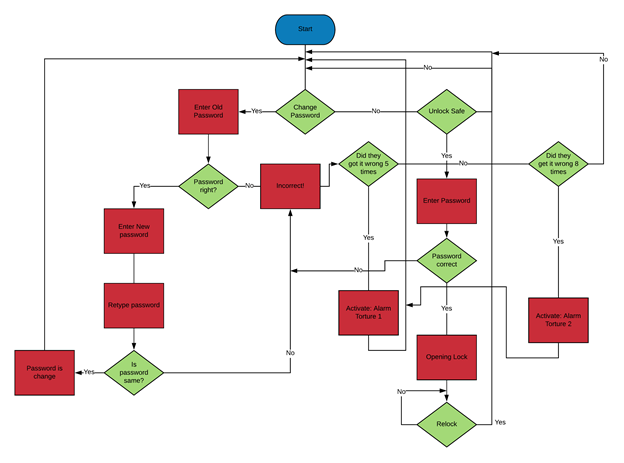 Start
No
No
Enter Old
Password
Yes
Change
Password
No
Unlock Safe
Did they
got it wrong 5
times
Did they
get it wrong 8
times
Yes
No
Yes
Password
right?
No
Incorrect!
Enter Password
Enter New
password
Yes
Yes
Password
correct
No
Retype password
Activate: Alarm
Torture 1
Yes
Activate: Alarm
Torture 2
No
Opening Lock
Password is
change
Yes
Is
password
same?
No
Relock
Yes